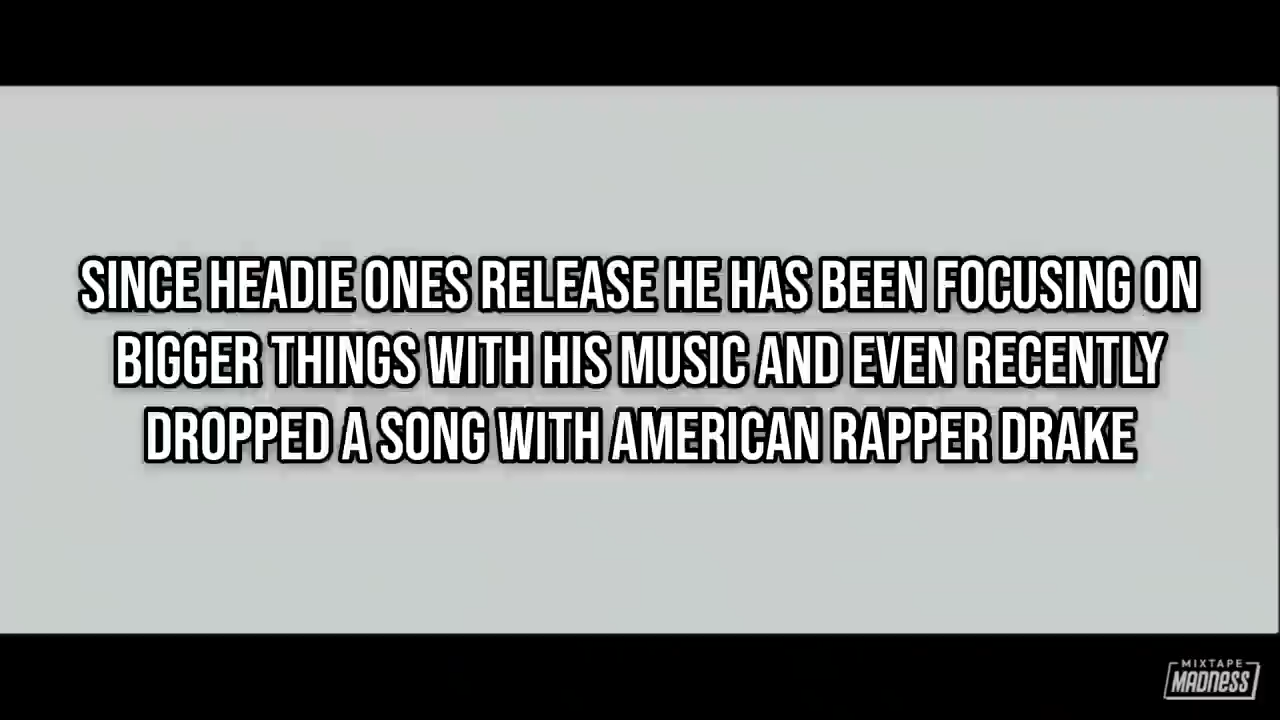 SINCE HEADIE ONES RELEASE HE HAS BEEN FOCUSING ON
BIGGER THINGS WITH HIS MUSIC AND EVEN RECENTLY
DROPPED A SONG WITH AMERICAN RAPPER DRAKE
MIXTAPE
MADNESS